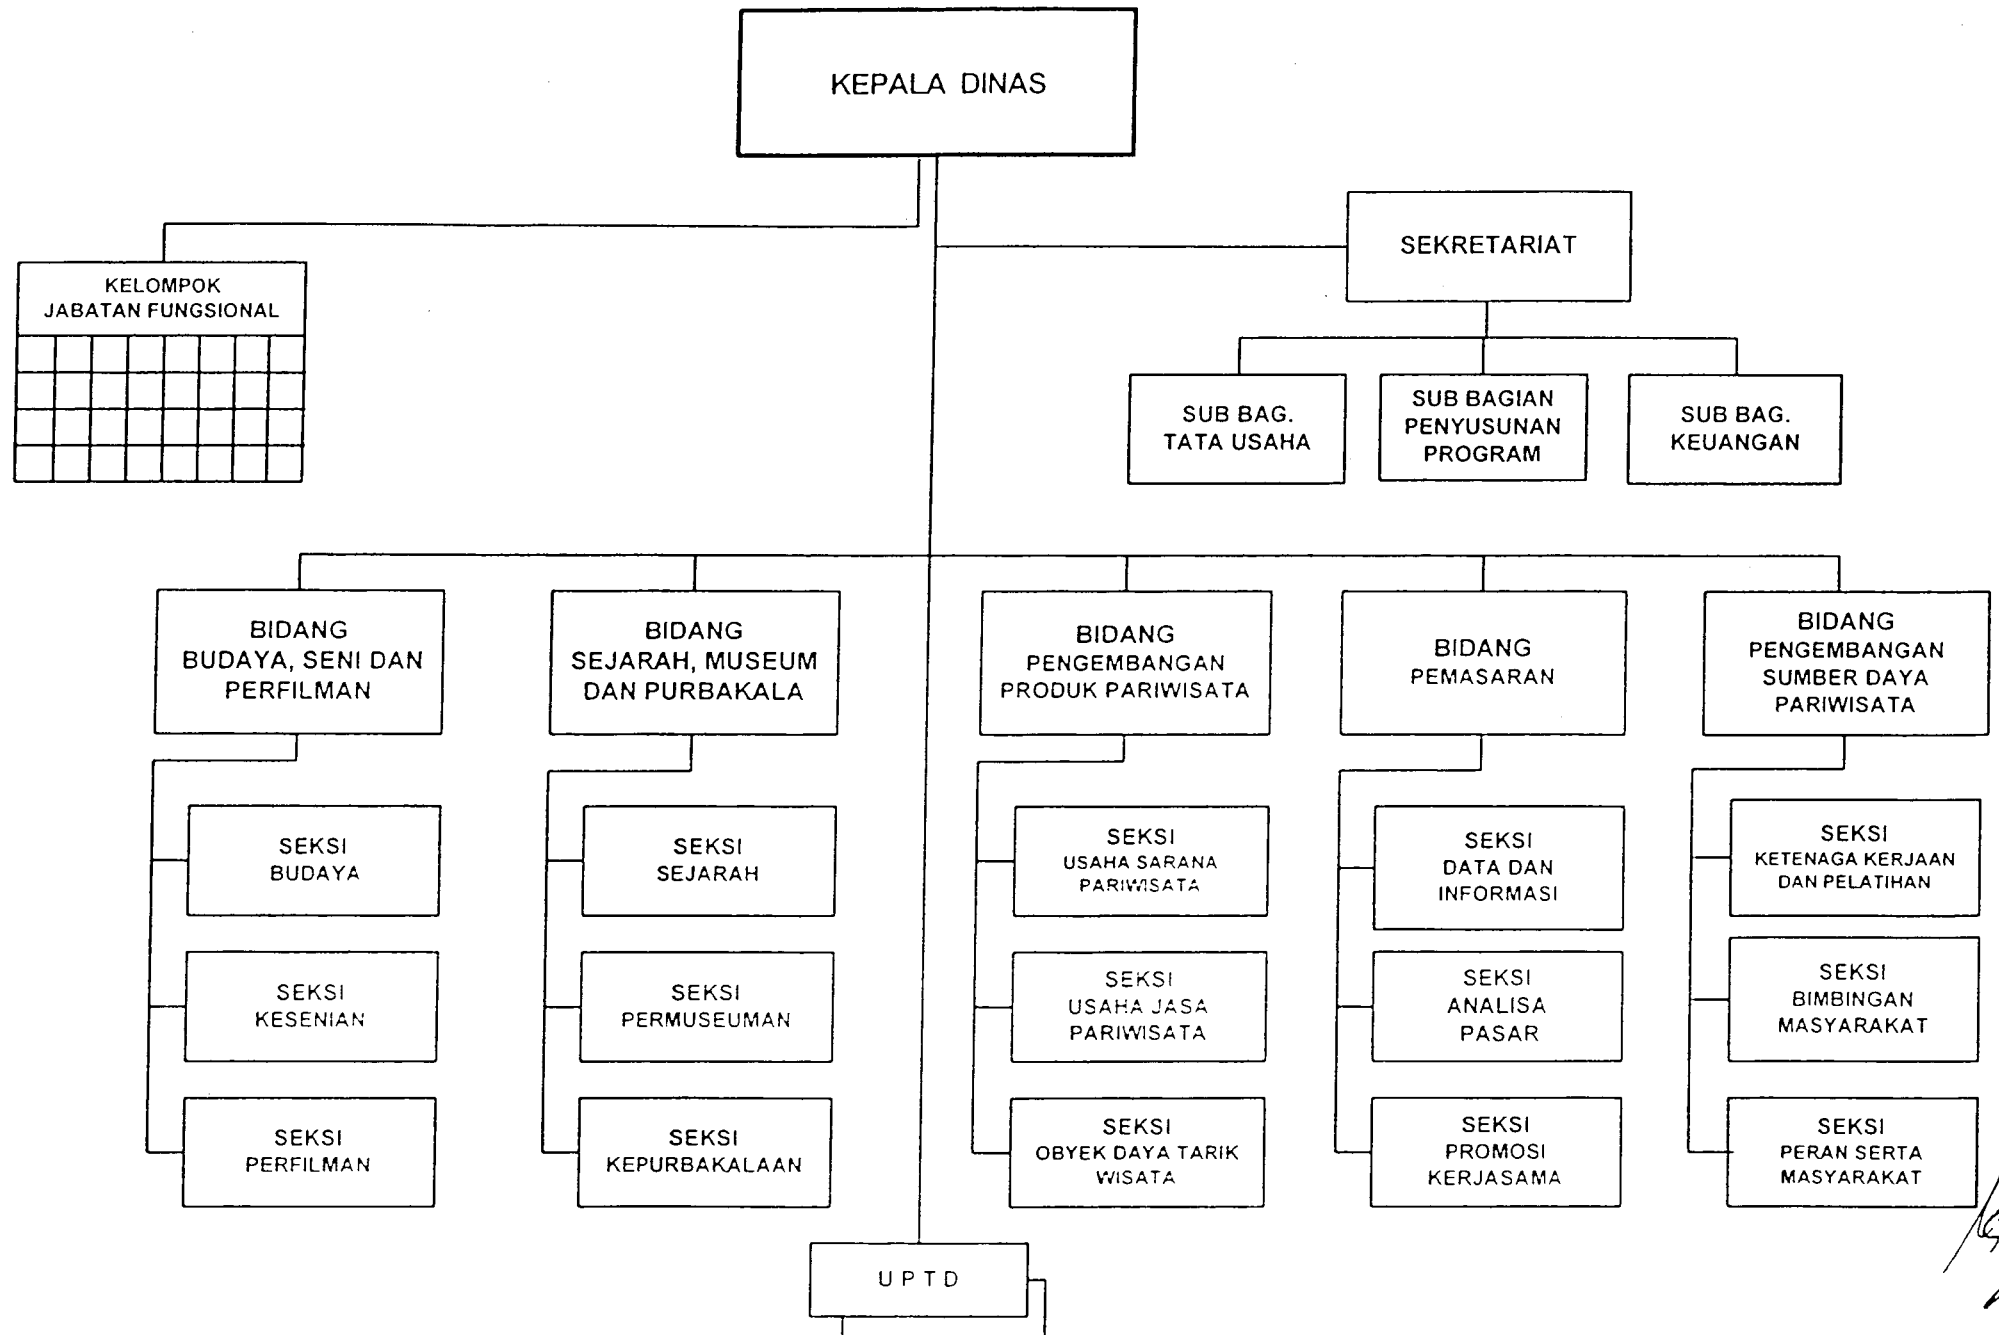 KEPALA DINAS
SEKRETARIAT
KELOMPOK
JABATAN FUNGSIONAL
SUB BAG.
TATA USAHA
SUB BAGIAN
PENYUSUNAN
PROGRAM
SUB BAG.
KEUANGAN
BIDANG
BUDAYA, SENI DAN
PERFILMAN
BIDANG
SEJARAH, MUSEUM
DAN PURBAKALA
BIDANG
PENGEMBANGAN
PRODUK PARIWISATA
BIDANG
PEMASARAN
BIDANG
PENGEMBANGAN
SUMBER DAYA
PARIWISATA
SEKSI
BUDAYA
SEKSI
SEJARAH
SEKSI
USAHA SARANA
PARIWISATA
SEKSI
DATA DAN
INFORMASI
SEKSI
KETENAGA KERJAAN
DAN PELATIHAN
SEKSI
KESENIAN
SEKSI
PERMUSEUMAN
SEKSI
USAHA JASA
PARIWISATA
SEKSI
ANALISA
PASAR
SEKSI
BIMBINGAN
MASYARAKAT
SEKSI
PERFILMAN
SEKSI
KEPURBAKALAAN
SEKSI
OBYEK DAYA TARIK
WISATA
SEKSI
PROMOSI
KERJASAMA
SEKSI
PERAN SERTA
MASYARAKAT
U P T D